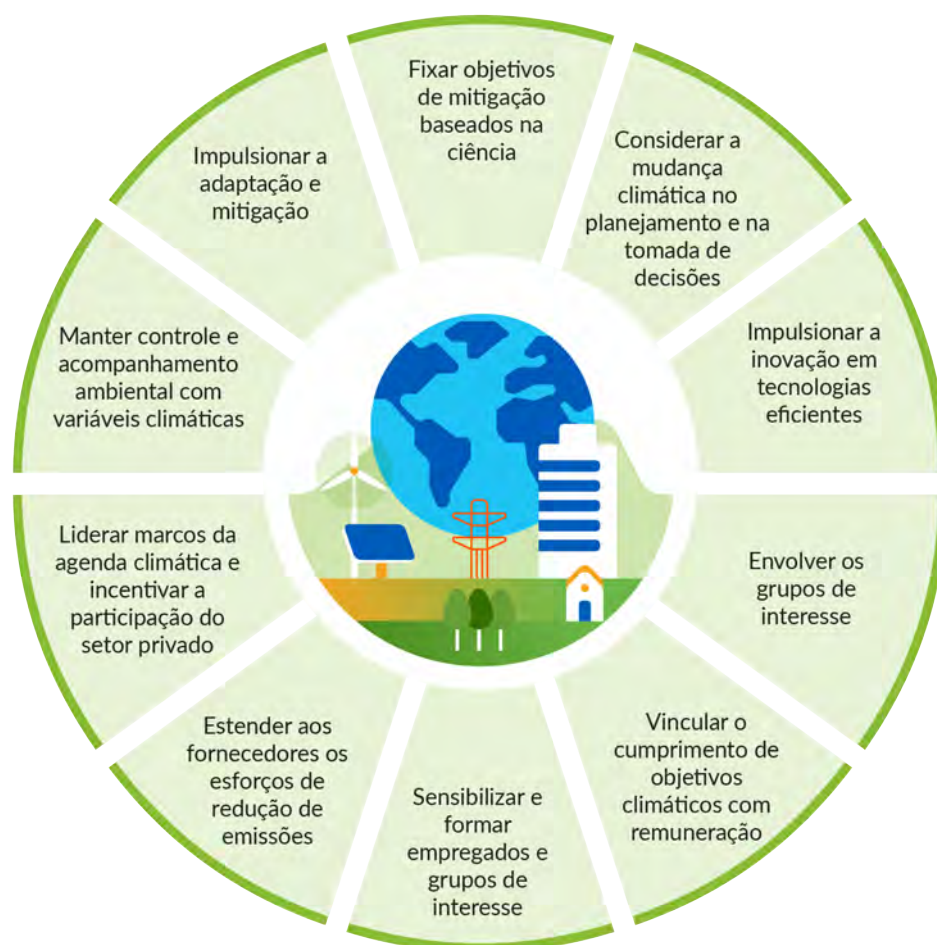 Fixar objetivos
de mitigação
baseados na
ciência
Considerar a
mudança
climática no
planejamento e na
tomada de
decisões
Impulsionar a
inovação em
tecnologias
eficientes
Envolver os
grupos de
interesse
Vincular o
cumprimento de
objetivos
climáticos com
remuneração
Sensibilizar e
formar
empregados e
grupos de
interesse
Estender aos
fornecedores os
esforços de
redução de
emissões
Liderar marcos da
agenda climática e
incentivar a
participação do
setor privado
Manter controle e
acompanhamento
ambiental com
variáveis climáticas
Impulsionar a
adaptação e
mitigação